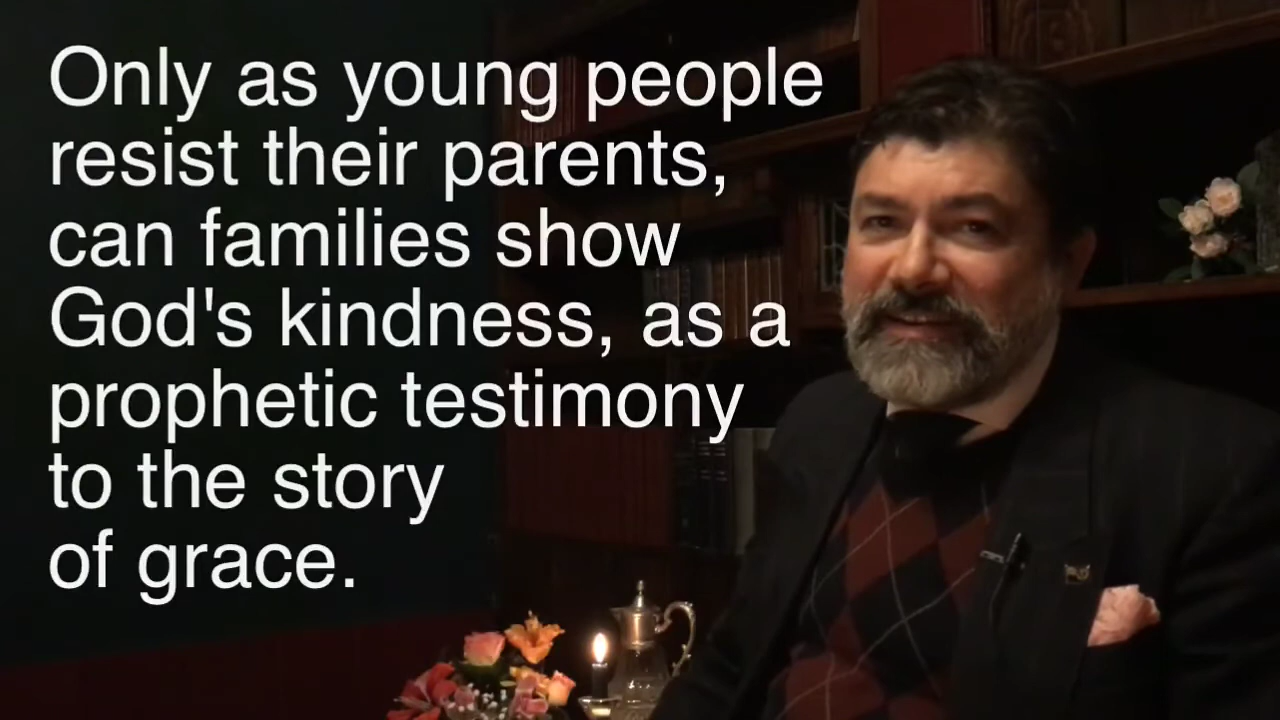 Only as young people
resist their parents,
can families show
God's kindness, as a
prophetic testimony
to the story
of grace.